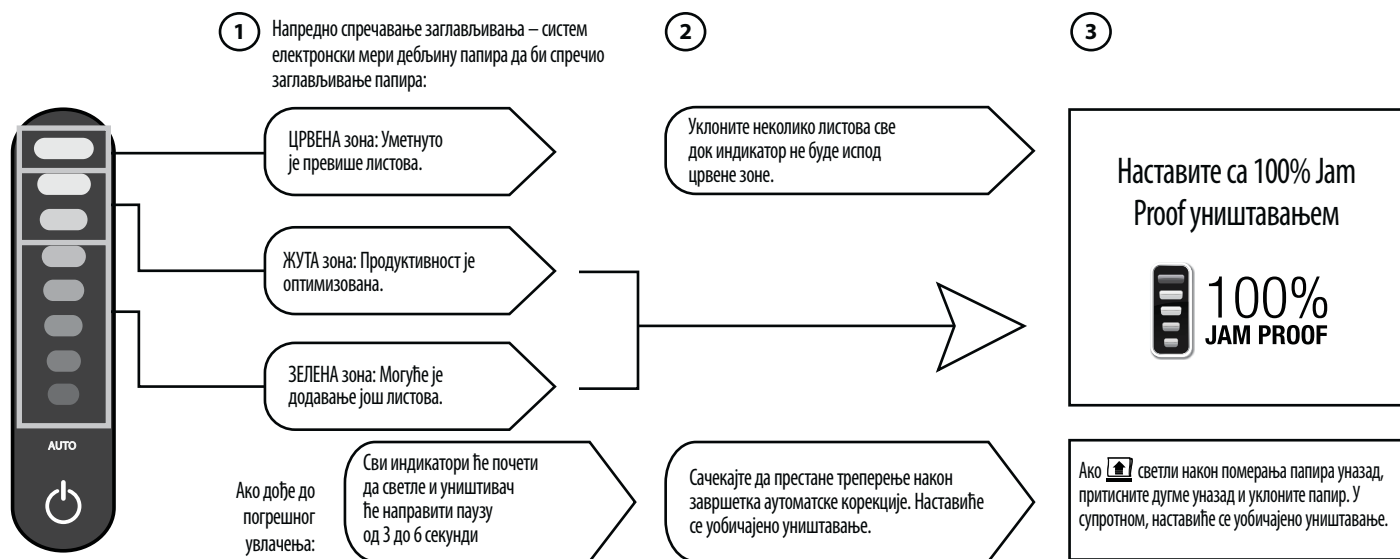 1
Напредно спречавање заглављивања – систем
електронски мери дебљину папира да би спречио
заглављивање папира:
2
3
ЦРВЕНА зона: Уметнуто
је превише листова.
Уклоните неколико листова све
док индикатор не буде испод
црвене зоне.
ЖУТА зона: Продуктивност је
оптимизована.
ЗЕЛЕНА зона: Могуће је
додавање још листова.
Наставите са 100% Jam
Proof уништавањем
100%
JAM PROOF
AUTO
Ако дође до
погрешног
увлачења:
Сви индикатори ће почети
да светле и уништивач
ће направити паузу
од 3 до 6 секунди
Сачекајте да престане треперење након
завршетка аутоматске корекције. Наставиће
се уобичајено уништавање.
Ако светли након померања папира уназад,
притисните дугме уназад и уклоните папир. У
супротном, наставиће се уобичајено уништавање.